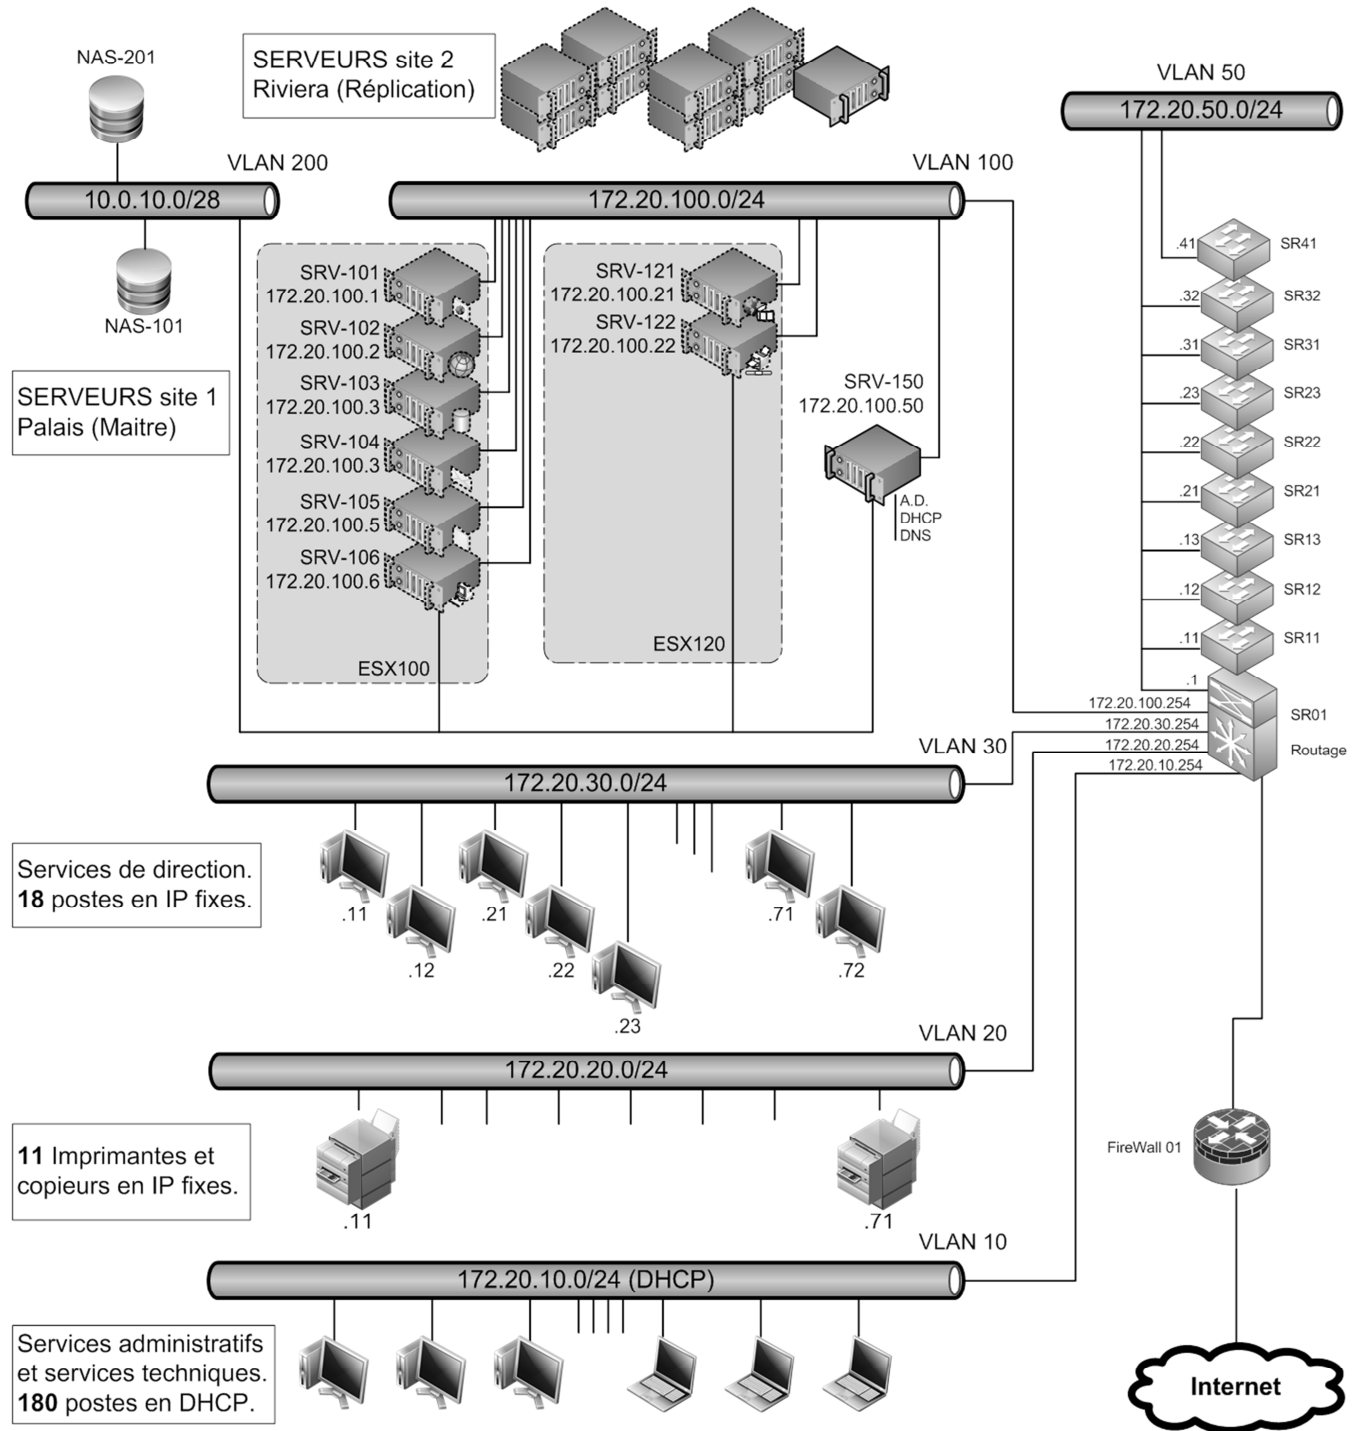 NAS-201
SERVEURS site 2
Riviera (Réplication)
VLAN 50
172.20.50.0/24
VLAN 200
10.0.10.0/28
VLAN 100
172.20.100.0/24
NAS-101
SERVEURS site 1
Palais (Maitre)
SRV-101
172.20.100.1
SRV-102
172.20.100.2
SRV-103
172.20.100.3
SRV-104
172.20.100.3
SRV-105
172.20.100.5
SRV-106
172.20.100.6
ESX100
SRV-121
172.20.100.21
SRV-122
172.20.100.22
ESX120
SRV-150
172.20.100.50
A.D.
DHCP
DNS
.41 SR41
.32 SR32
.31 SR31
.23 SR23
.22 SR22
.21 SR21
.13 SR13
.12 SR12
.11 SR11
.1
172.20.100.254
172.20.30.254
172.20.20.254
172.20.10.254
SR01
Routage
VLAN 30
172.20.30.0/24
Services de direction.
18 postes en IP fixes.
.11
.12
.21
.22
.23
.71
.72
VLAN 20
172.20.20.0/24
11 Imprimantes et
copieurs en IP fixes.
.11
.71
FireWall 01
VLAN 10
172.20.10.0/24 (DHCP)
Services administratifs
et services techniques.
180 postes en DHCP.
Internet